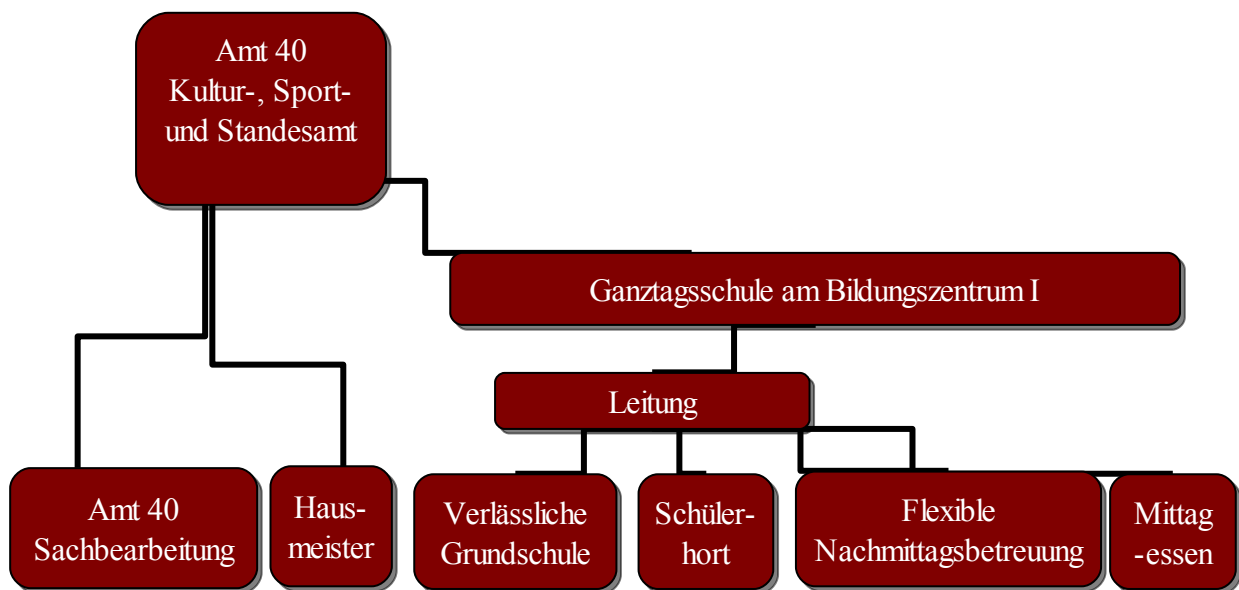 Amt 40
Kultur-, Sport-
und Standesamt
Ganztagsschule am Bildungszentrum I
Leitung
Amt 40
Sachbearbeitung
Haus-
meister
Verlässliche
Grundschule
Schüler-
hort
Flexible
Nachmittagsbetreuung
Mittag
-essen